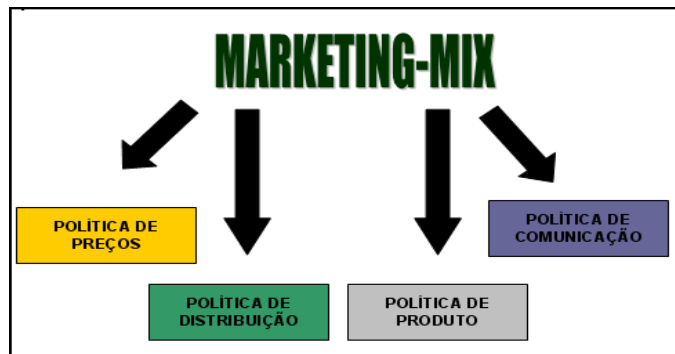 MARKETING-MIX
POLÍTICA DE
PREÇOS
POLÍTICA DE
COMUNICAÇÃO
POLÍTICA DE
DISTRIBUIÇÃO
POLÍTICA DE
PRODUTO